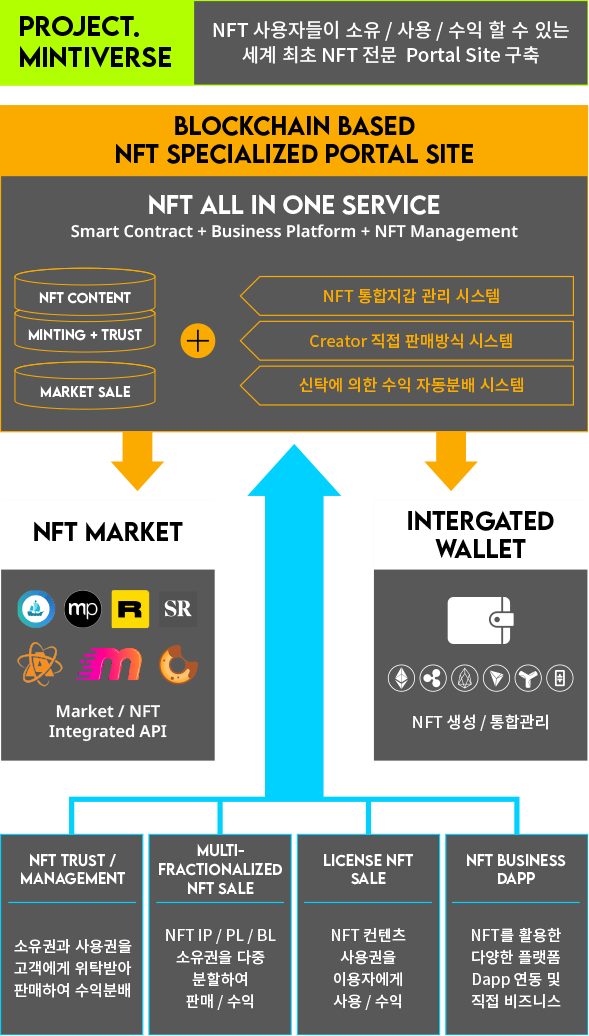 PROJECT.
MINTIVERSE
NFT 사용자들이 소유 / 사용 / 수익 할 수 있는
세계 최초 NFT 전문 Portal Site 구축
BLOCKCHAIN BASED
NFT SPECIALIZED PORTAL SITE
NFT ALL IN ONE SERVICE
Smart Contract + Business Platform + NFT Management
NFT CONTENT
MINTING + TRUST
MARKET SALE
NFT 통합지갑 관리 시스템
Creator 직접 판매방식 시스템
신탁에 의한 수익 자동분배 시스템
NFT MARKET
mp
R
SR
m
Market / NFT
Integrated API
INTERGATED
WALLET
NFT 생성 / 통합관리
NFT TRUST /
MANAGEMENT
소유권과 사용권을
고객에게 위탁받아
판매하여 수익분배
MULTI-
FRACTIONALIZED
NFT SALE
NFT IP / PL / BL
소유권을 다중
분할하여
판매 / 수익
LICENSE NFT
SALE
NFT 컨텐츠
사용권을
이용자에게
사용 / 수익
NFT BUSINESS
DAPP
NFT를 활용한
다양한 플랫폼
Dapp 연동 및
직접 비즈니스